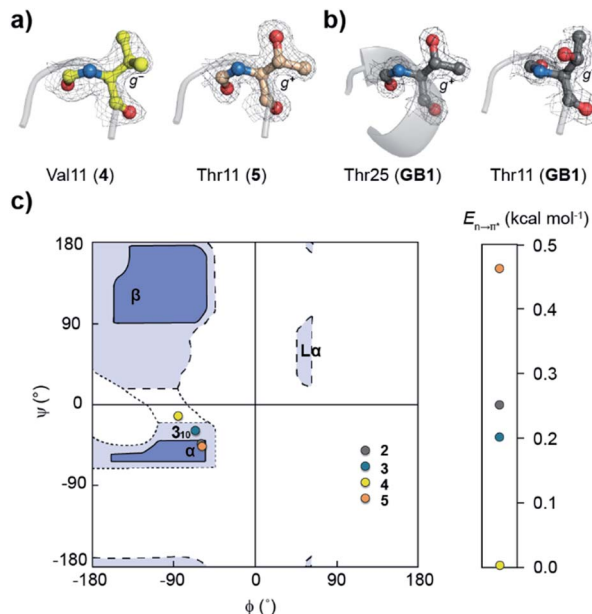 a)
b)
g⁻
g⁺
g⁺
Val11 (4)
Thr11 (5)
Thr25 (GB1)
Thr11 (GB1)
c)
E n→π* (kcal mol⁻¹)
180
90
0
-90
-180
ψ (°)
β
Lα
3₁₀
α
2
3
4
5
-180
-90
0
90
180
ϕ (°)
0.5
0.4
0.3
0.2
0.1
0.0